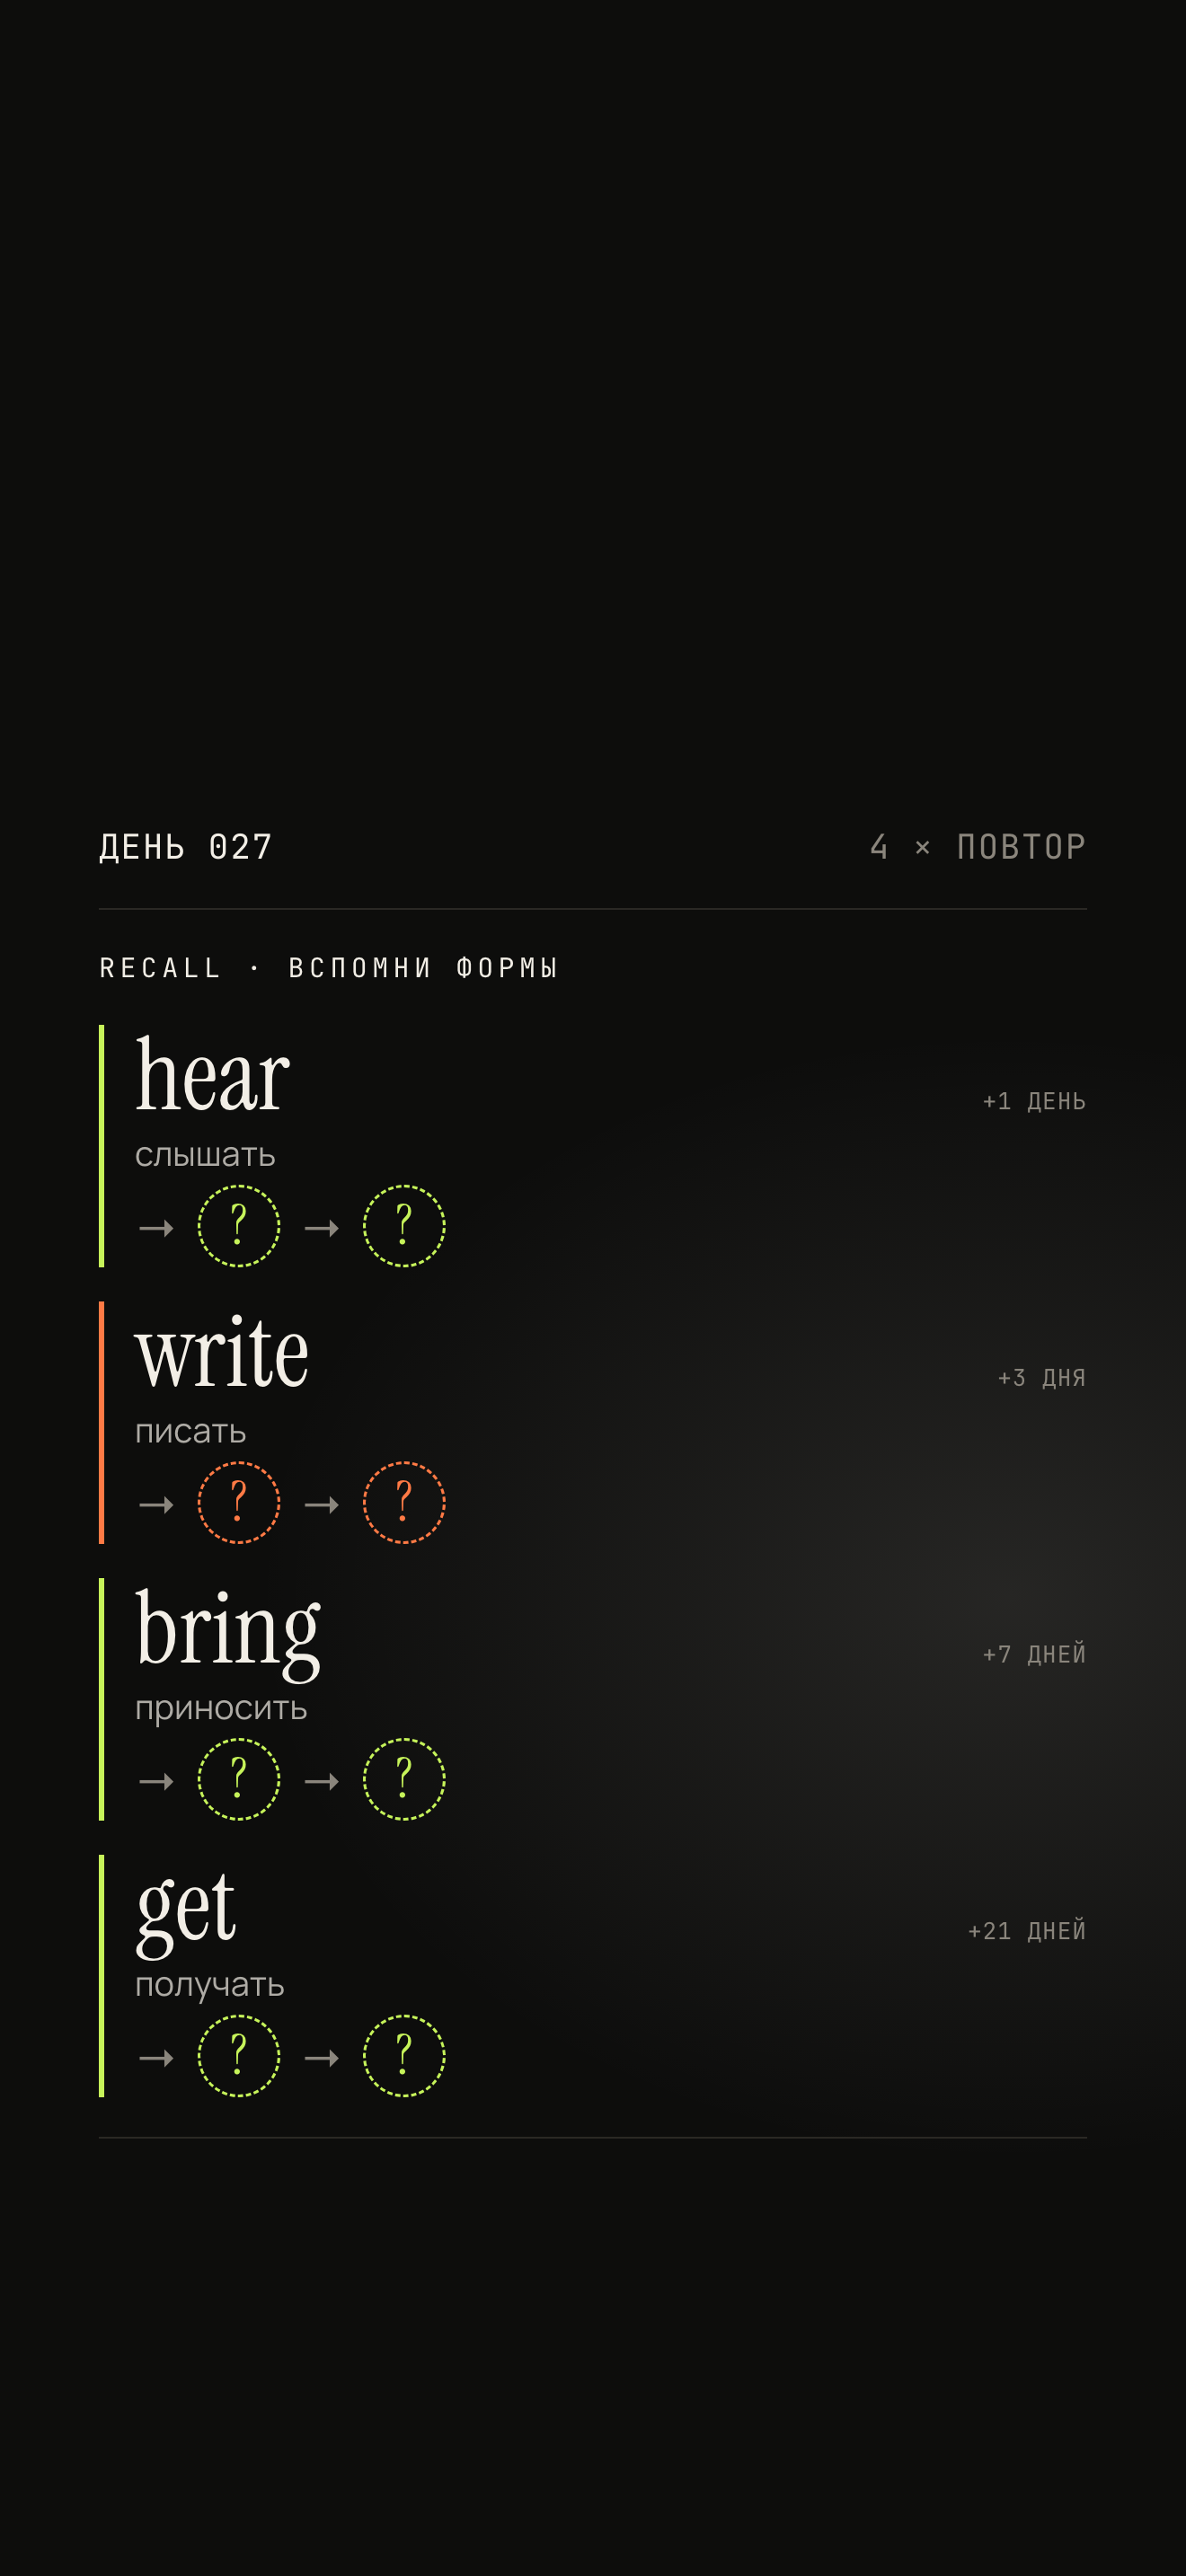 ДЕНЬ 027
4 × ПОВТОР
RECALL · ВСПОМНИ ФОРМЫ
hear
+1 ДЕНЬ
слышать
→ ? → ?
write
+3 ДНЯ
писать
→ ? → ?
bring
+7 ДНЕЙ
приносить
→ ? → ?
get
+21 ДНЕЙ
получать
→ ? → ?